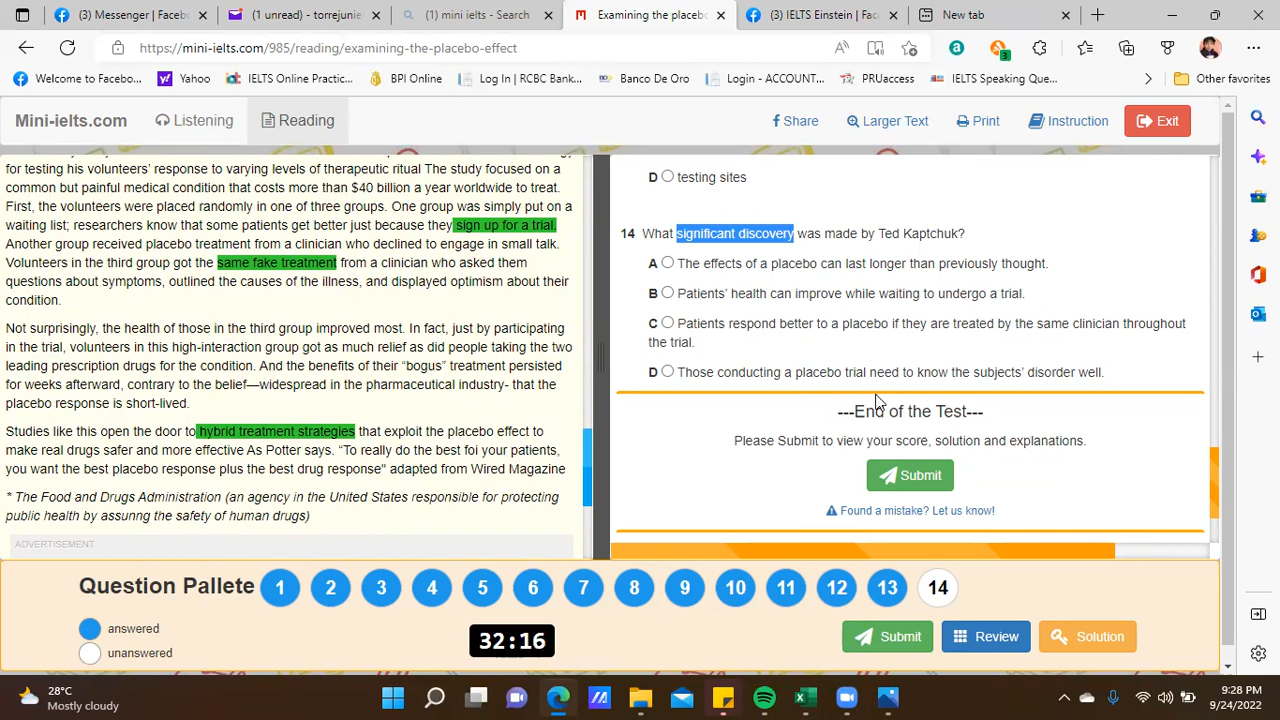 (3) Messenger | Faceb
(1 unread) - torrejunie
(1) mini ielts - Search
Examining the placebo
(3) IELTS Einstein | Fac
New tab
https://mini-ielts.com/985/reading/examining-the-placebo-effect
Welcome to Facebo...
Yahoo
IELTS Online Practic...
BPI Online
Log In | RCBC Bank...
Banco De Oro
Login - ACCOUNT...
PRUaccess
IELTS Speaking Que...
Other favorites
Mini-ielts.com
Listening
Reading
Share
Larger Text
Print
Instruction
Exit
for testing his volunteers' response to varying levels of therapeutic ritual The study focused on a
common but painful medical condition that costs more than $40 billion a year worldwide to treat.
First, the volunteers were placed randomly in one of three groups. One group was simply put on a
waiting list; researchers know that some patients get better just because they sign up for a trial.
Another group received placebo treatment from a clinician who declined to engage in small talk.
Volunteers in the third group got the same fake treatment from a clinician who asked them
questions about symptoms, outlined the causes of the illness, and displayed optimism about their
condition.
Not surprisingly, the health of those in the third group improved most. In fact, just by participating
in the trial, volunteers in this high-interaction group got as much relief as did people taking the two
leading prescription drugs for the condition. And the benefits of their "bogus" treatment persisted
for weeks afterward, contrary to the belief—widespread in the pharmaceutical industry- that the
placebo response is short-lived.
Studies like this open the door to hybrid treatment strategies that exploit the placebo effect to
make real drugs safer and more effective As Potter says. "To really do the best foi your patients,
you want the best placebo response plus the best drug response" adapted from Wired Magazine
* The Food and Drugs Administration (an agency in the United States responsible for protecting
public health by assunng the safety of human drugs)
ADVERTISEMENT
D testing sites
14 What significant discovery was made by Ted Kaptchuk?
A The effects of a placebo can last longer than previously thought.
B Patients' health can improve while waiting to undergo a trial.
C Patients respond better to a placebo if they are treated by the same clinician throughout
the trial.
D Those conducting a placebo trial need to know the subjects' disorder well.
---End of the Test---
Please Submit to view your score, solution and explanations.
Submit
Found a mistake? Let us know!
Question Pallete 1 2 3 4 5 6 7 8 9 10 11 12 13 14
answered
unanswered
32:16
Submit
Review
Solution
28°C
Mostly cloudy
9:28 PM
9/24/2022